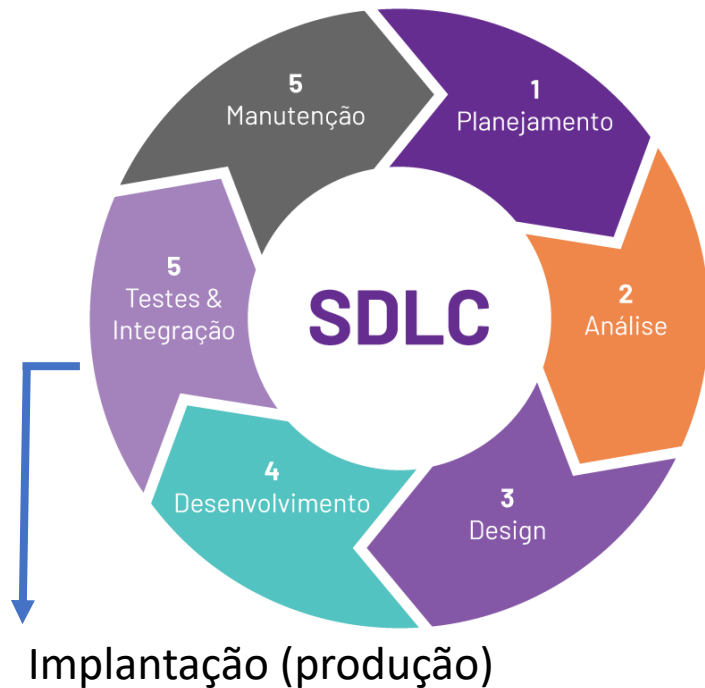 SDLC
1
Planejamento
2
Análise
3
Design
4
Desenvolvimento
5
Testes &
Integração
5
Manutenção
Implantação (produção)